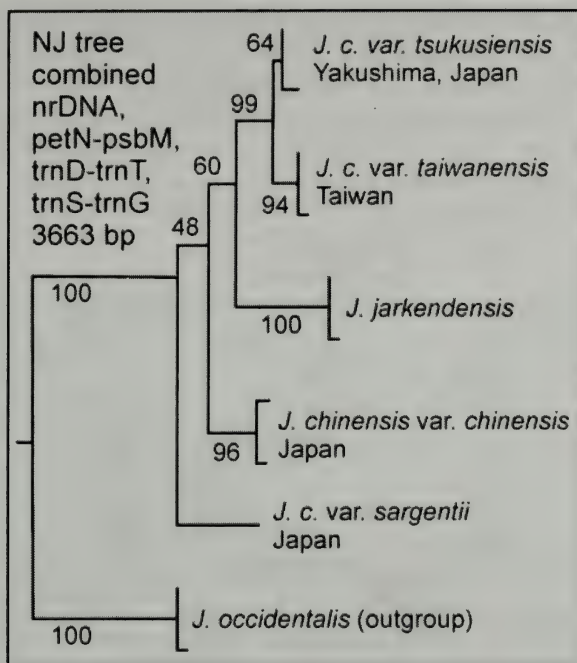 NJ tree
combined
nrDNA,
petN-psbM,
trnD-trnT,
trnS-trnG
3663 bp
64
J. c. var. tsukusiensis
Yakushima, Japan
99
J. c. var. taiwanensis
Taiwan
94
60
48
100
J. jarkendensis
100
J. chinensis var. chinensis
Japan
96
J. c. var. sargentii
Japan
J. occidentalis (outgroup)
100